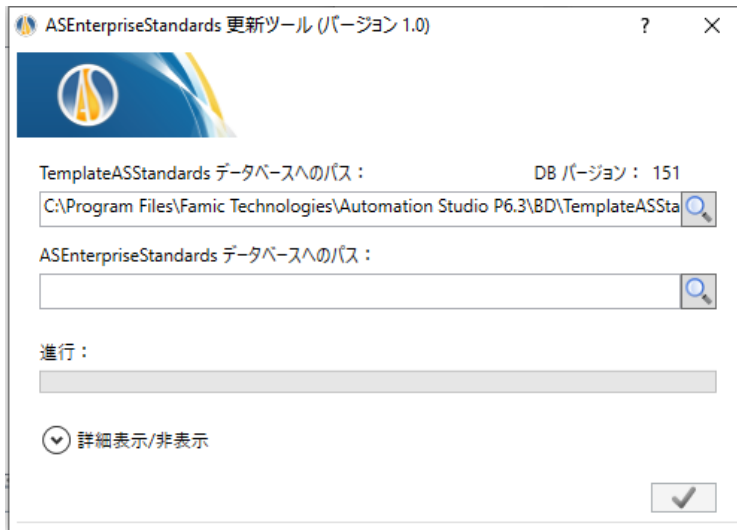 ASEnterpriseStandards 更新ツール (バージョン 1.0) ?
TemplateASStandards データベースへのパス： DB バージョン： 151
C:\Program Files\Famic Technologies\Automation Studio P6.3\BD\TemplateASSta
ASEnterpriseStandards データベースへのパス：
進行：
詳細表示/非表示